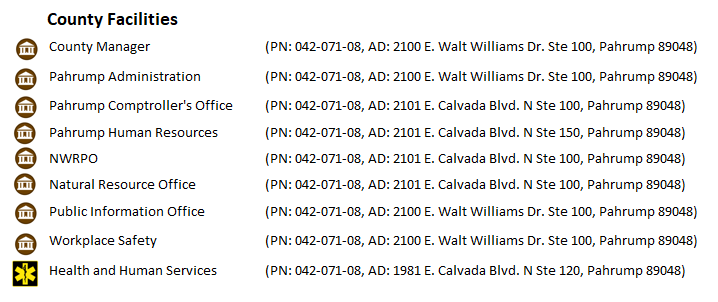 County Facilities
County Manager (PN: 042-071-08, AD: 2100 E. Walt Williams Dr. Ste 100, Pahrump 89048)
Pahrump Administration (PN: 042-071-08, AD: 2100 E. Walt Williams Dr. Ste 100, Pahrump 89048)
Pahrump Comptroller's Office (PN: 042-071-08, AD: 2101 E. Calvada Blvd. N Ste 100, Pahrump 89048)
Pahrump Human Resources (PN: 042-071-08, AD: 2101 E. Calvada Blvd. N Ste 150, Pahrump 89048)
NWRPO (PN: 042-071-08, AD: 2101 E. Calvada Blvd. N Ste 100, Pahrump 89048)
Natural Resource Office (PN: 042-071-08, AD: 2101 E. Calvada Blvd. N Ste 100, Pahrump 89048)
Public Information Office (PN: 042-071-08, AD: 2100 E. Walt Williams Dr. Ste 100, Pahrump 89048)
Workplace Safety (PN: 042-071-08, AD: 2100 E. Walt Williams Dr. Ste 100, Pahrump 89048)
Health and Human Services (PN: 042-071-08, AD: 1981 E. Calvada Blvd. N Ste 120, Pahrump 89048)